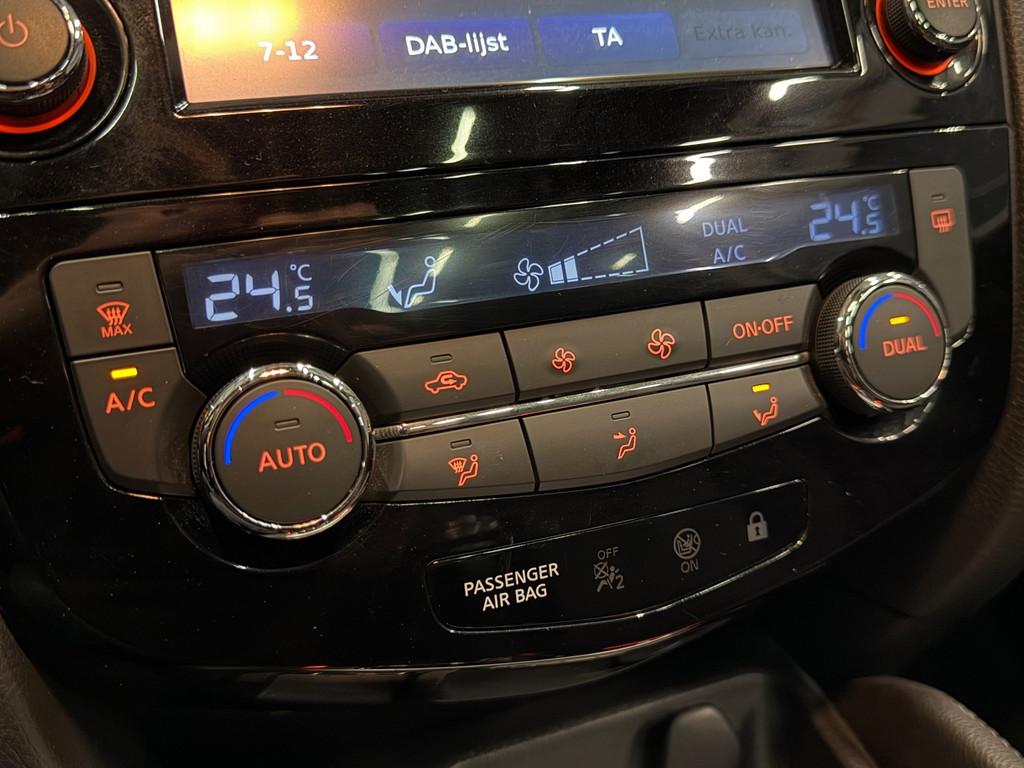 ENTER
7-12
DAB-lijst
TA
Extra kan.
24.5 °C
DUAL
A/C
24.5 °C
MAX
A/C
AUTO
ON·OFF
DUAL
PASSENGER
AIR BAG
OFF
2
ON